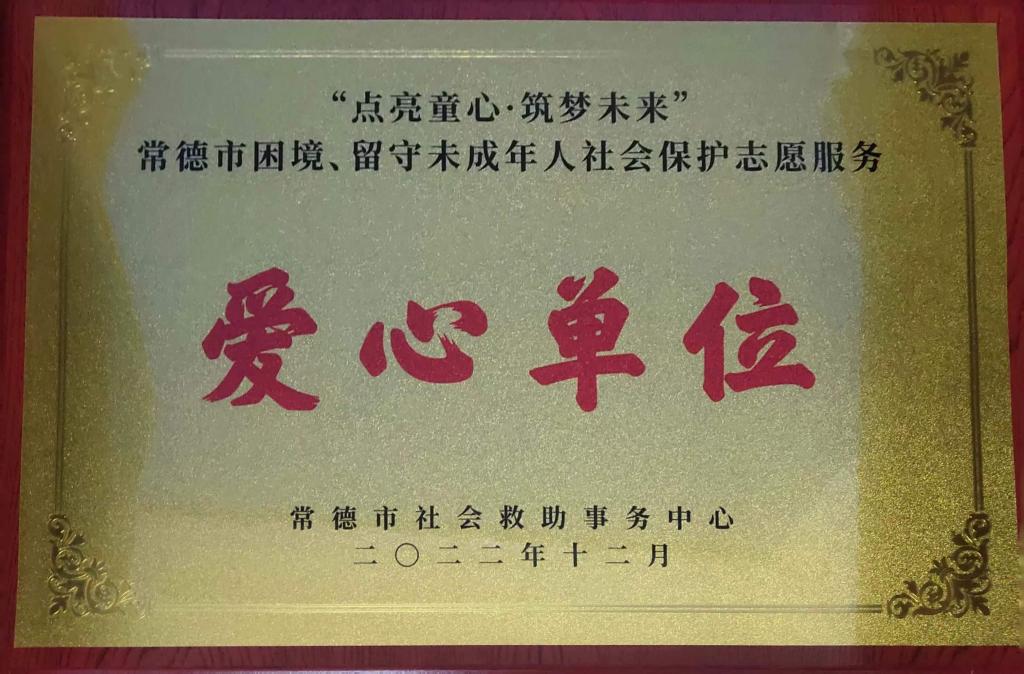 “点亮童心·筑梦未来”
常德市困境、留守未成年人社会保护志愿服务
爱心单位
常德市社会救助事务中心
二〇二二年十二月